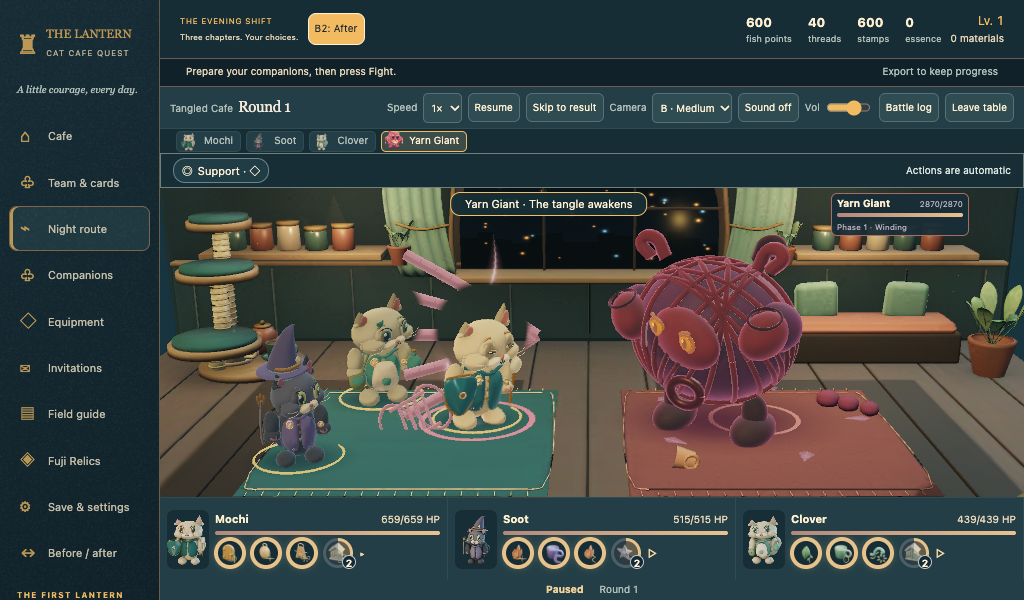 THE LANTERN
CAT CAFE QUEST
A little courage, every day.
Cafe
Team & cards
Night route
Companions
Equipment
Invitations
Field guide
Fuji Relics
Save & settings
Before / after
THE FIRST LANTERN
THE EVENING SHIFT
Three chapters. Your choices.
B2: After
600 fish points
40 threads
600 stamps
0 essence
Lv. 1
0 materials
Prepare your companions, then press Fight.
Export to keep progress
Tangled Cafe Round 1
Speed 1x Resume Skip to result Camera B · Medium Sound off Vol Battle log Leave table
Mochi Soot Clover Yarn Giant
Support ·
Actions are automatic
Yarn Giant · The tangle awakens
Yarn Giant 2870/2870
Phase 1 · Winding
Mochi 659/659 HP
2
Soot 515/515 HP
2
Clover 439/439 HP
2
Paused Round 1